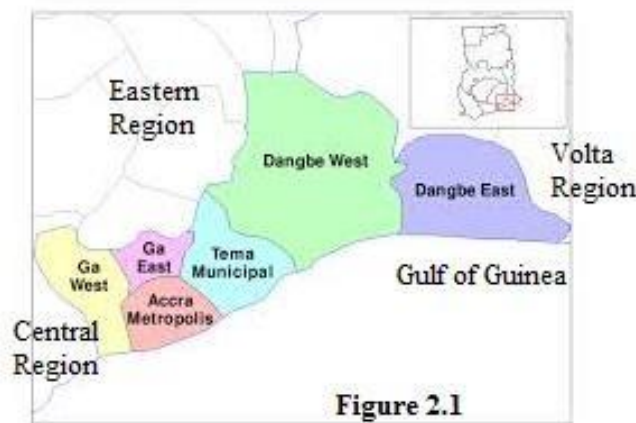 Eastern
Region
Dangbe West
Volta
Region
Dangbe East
Ga
West
Ga
East
Tema
Municipal
Gulf of Guinea
Accra
Metropolis
Central
Region
Figure 2.1